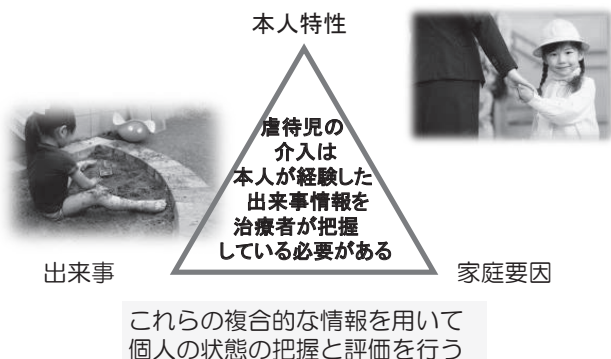 本人特性
虐待児の
介入は
本人が経験した
出来事情報を
治療者が把握
している必要がある
出来事
家庭要因
これらの複合的な情報を用いて
個人の状態の把握と評価を行う